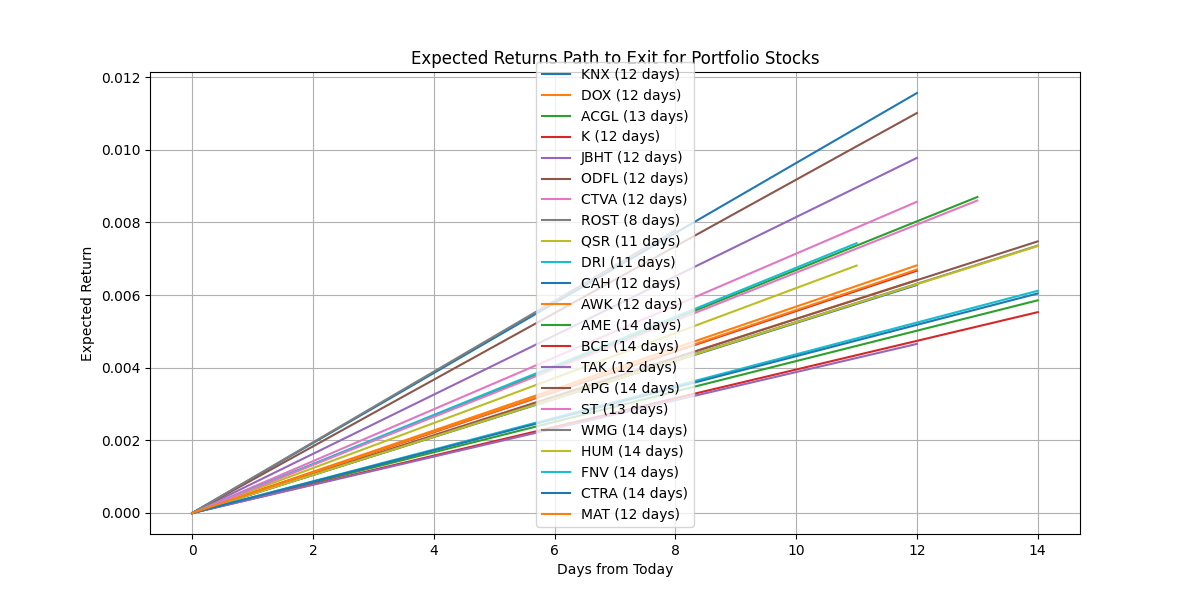 Expected Returns Path to Exit for Portfolio Stocks
KNX (12 days)
DOX (12 days)
ACGL (13 days)
K (12 days)
JBHT (12 days)
ODFL (12 days)
CTVA (12 days)
ROST (8 days)
QSR (11 days)
DRI (11 days)
CAH (12 days)
AWK (12 days)
AME (14 days)
BCE (14 days)
TAK (12 days)
APG (14 days)
ST (13 days)
WMG (14 days)
HUM (14 days)
FNV (14 days)
CTRA (14 days)
MAT (12 days)
Expected Return
0.012
0.010
0.008
0.006
0.004
0.002
0.000
0 2 4 6 8 10 12 14
Days from Today